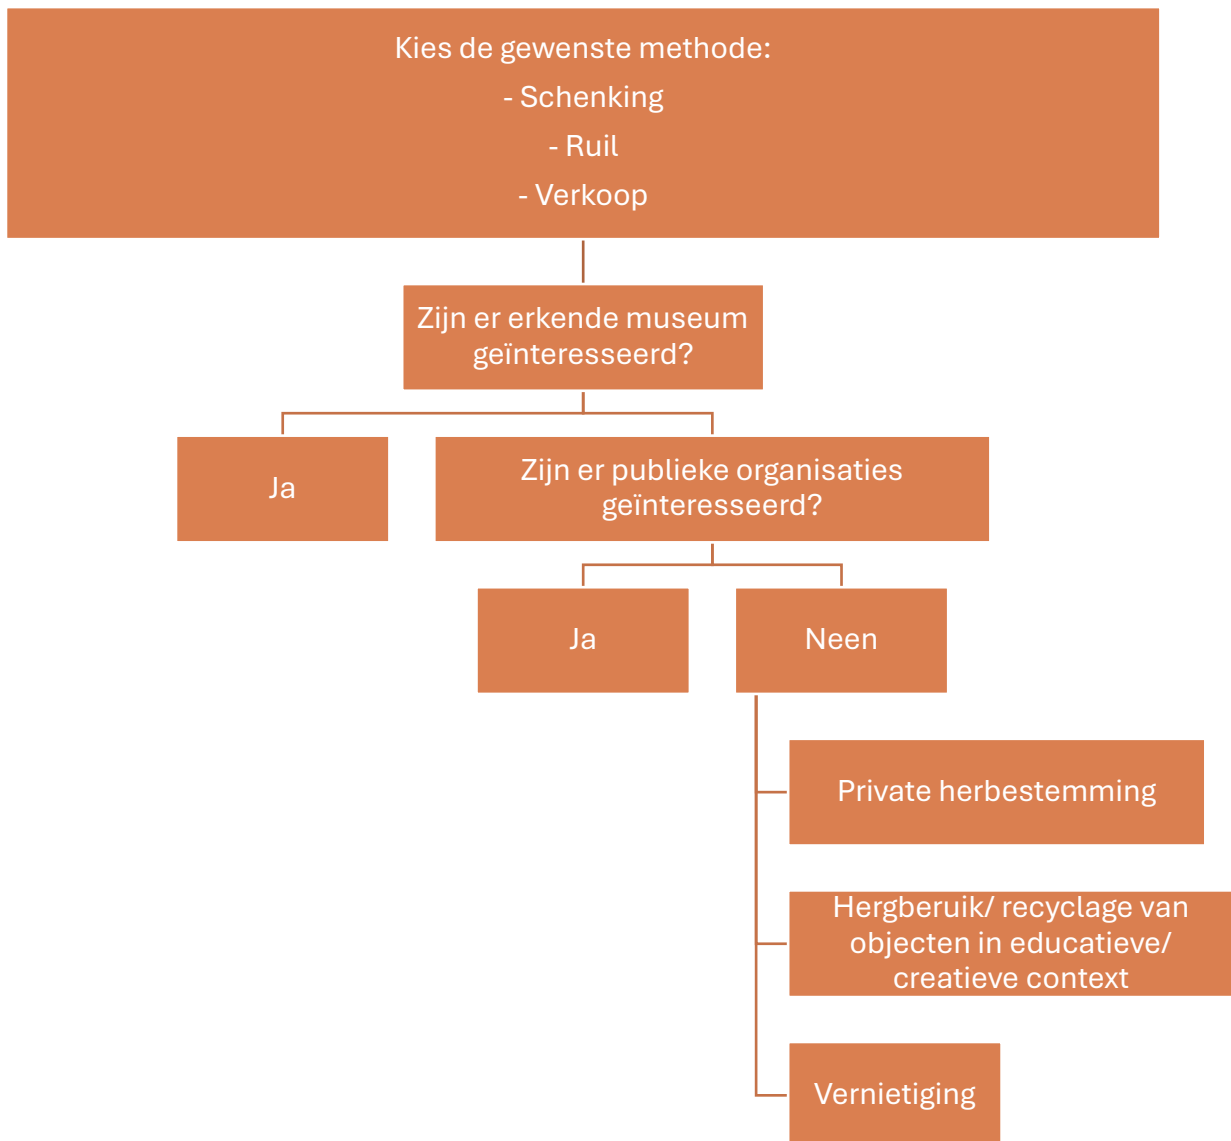 Kies de gewenste methode:
- Schenking
- Ruil
- Verkoop
Zijn er erkende museum
geïnteresseerd?
Ja
Zijn er publieke organisaties
geïnteresseerd?
Ja
Neen
Private herbestemming
Hergberuik/ recyclage van
objecten in educatieve/
creatieve context
Vernietiging